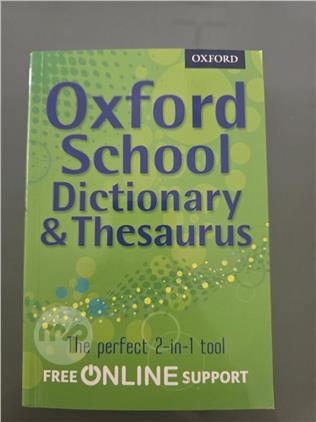 OXFORD
Oxford
School
Dictionary
& Thesaurus
The perfect 2-in-1 tool
FREE ONLINE SUPPORT